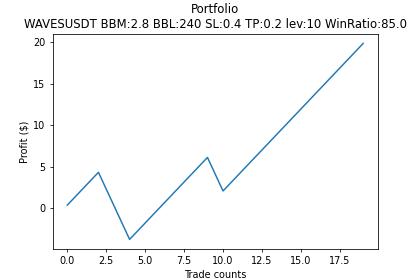 Portfolio
WAVESUSDT BBM:2.8 BBL:240 SL:0.4 TP:0.2 lev:10 WinRatio:85.0
20
15
10
5
0
Profit ($)
0.0 2.5 5.0 7.5 10.0 12.5 15.0 17.5
Trade counts